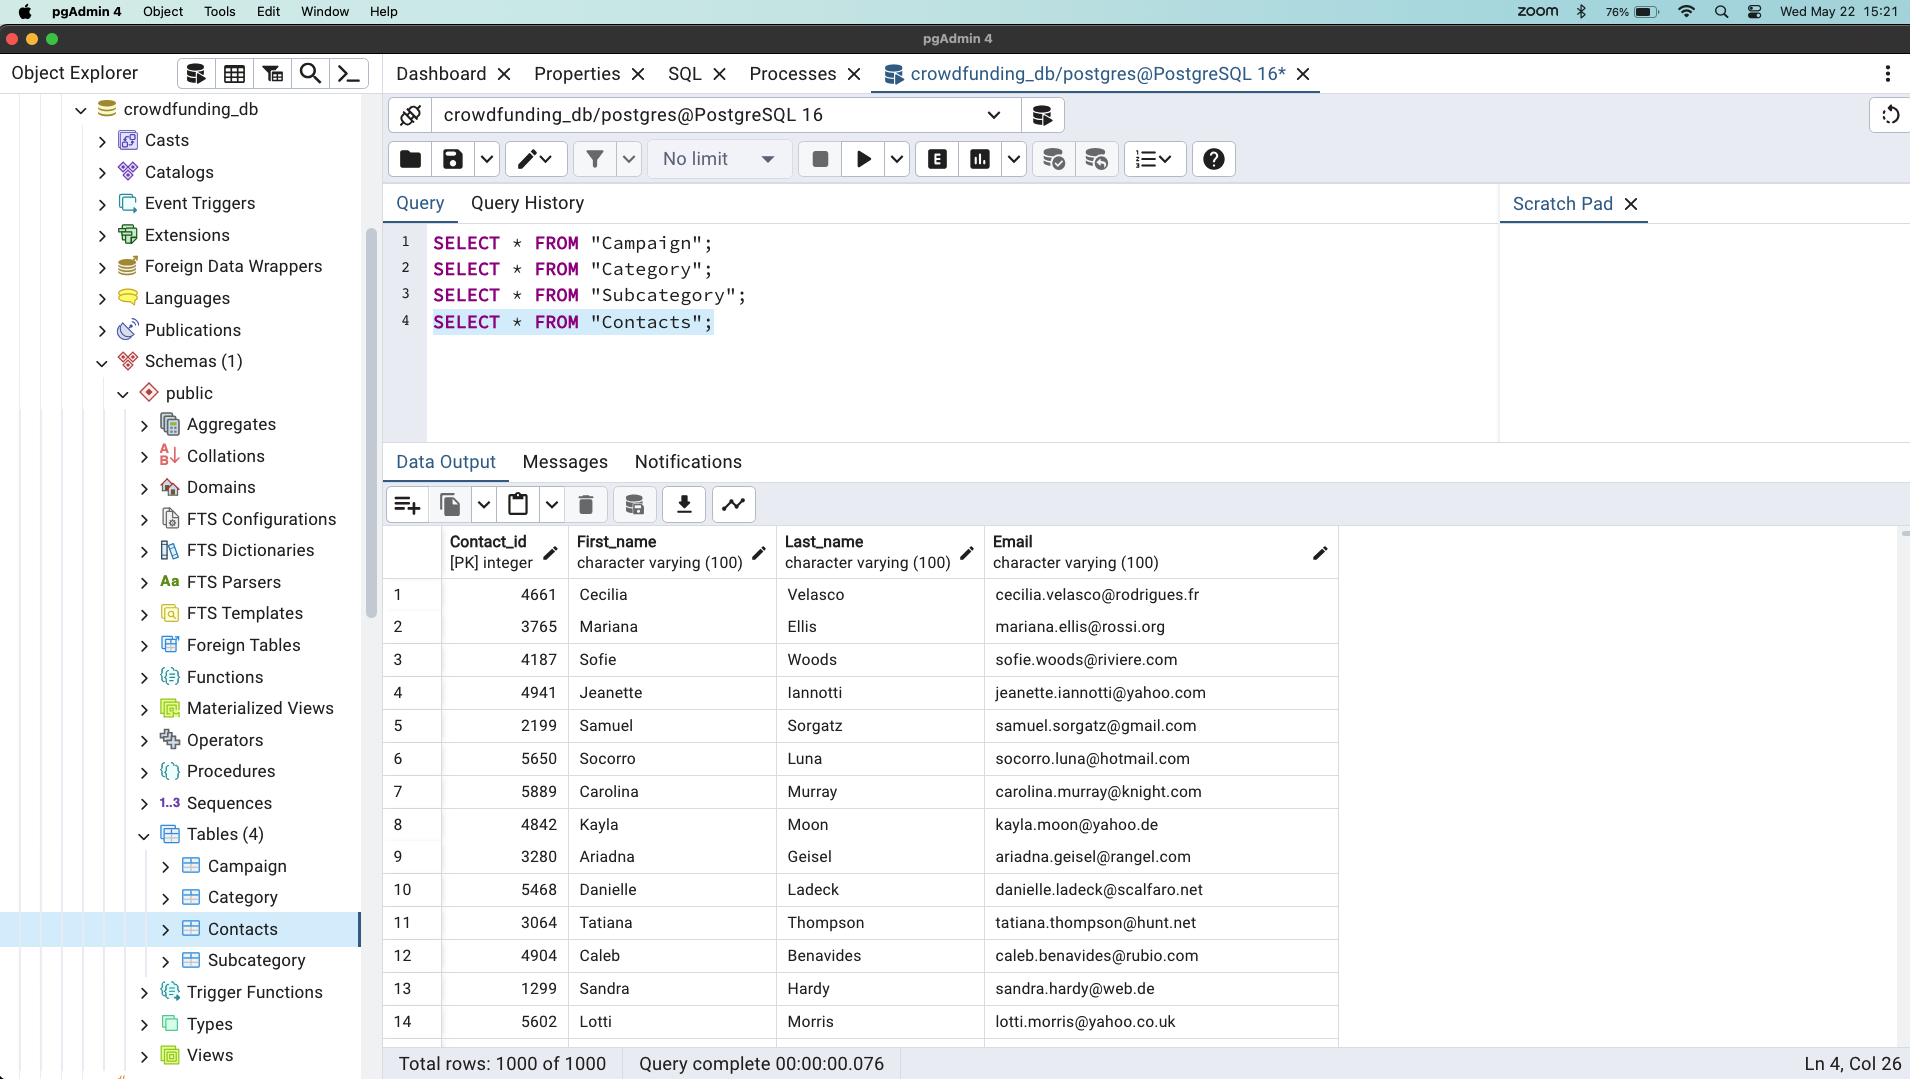 pgAdmin 4 Object Tools Edit Window Help zoom 76% Wed May 22 15:21
pgAdmin 4
Object Explorer
Dashboard Properties SQL Processes crowdfunding_db/postgres@PostgreSQL 16*
crowdfunding_db/postgres@PostgreSQL 16
No limit
E
Query Query History
Scratch Pad
1 SELECT * FROM "Campaign";
2 SELECT * FROM "Category";
3 SELECT * FROM "Subcategory";
4 SELECT * FROM "Contacts";
crowdfunding_db
Casts
Catalogs
Event Triggers
Extensions
Foreign Data Wrappers
Languages
Publications
Schemas (1)
public
Aggregates
Collations
Domains
FTS Configurations
FTS Dictionaries
Aa FTS Parsers
FTS Templates
Foreign Tables
Functions
Materialized Views
Operators
Procedures
1..3 Sequences
Tables (4)
Campaign
Category
Contacts
Subcategory
Trigger Functions
Types
Views
Data Output Messages Notifications
Contact_id First_name Last_name Email
[PK] integer character varying (100) character varying (100) character varying (100)
1 4661 Cecilia Velasco cecilia.velasco@rodrigues.fr
2 3765 Mariana Ellis mariana.ellis@rossi.org
3 4187 Sofie Woods sofie.woods@riviere.com
4 4941 Jeanette Iannotti jeanette.iannotti@yahoo.com
5 2199 Samuel Sorgatz samuel.sorgatz@gmail.com
6 5650 Socorro Luna socorro.luna@hotmail.com
7 5889 Carolina Murray carolina.murray@knight.com
8 4842 Kayla Moon kayla.moon@yahoo.de
9 3280 Ariadna Geisel ariadna.geisel@rangel.com
10 5468 Danielle Ladeck danielle.ladeck@scalfaro.net
11 3064 Tatiana Thompson tatiana.thompson@hunt.net
12 4904 Caleb Benavides caleb.benavides@rubio.com
13 1299 Sandra Hardy sandra.hardy@web.de
14 5602 Lotti Morris lotti.morris@yahoo.co.uk
Total rows: 1000 of 1000 Query complete 00:00:00.076 Ln 4, Col 26